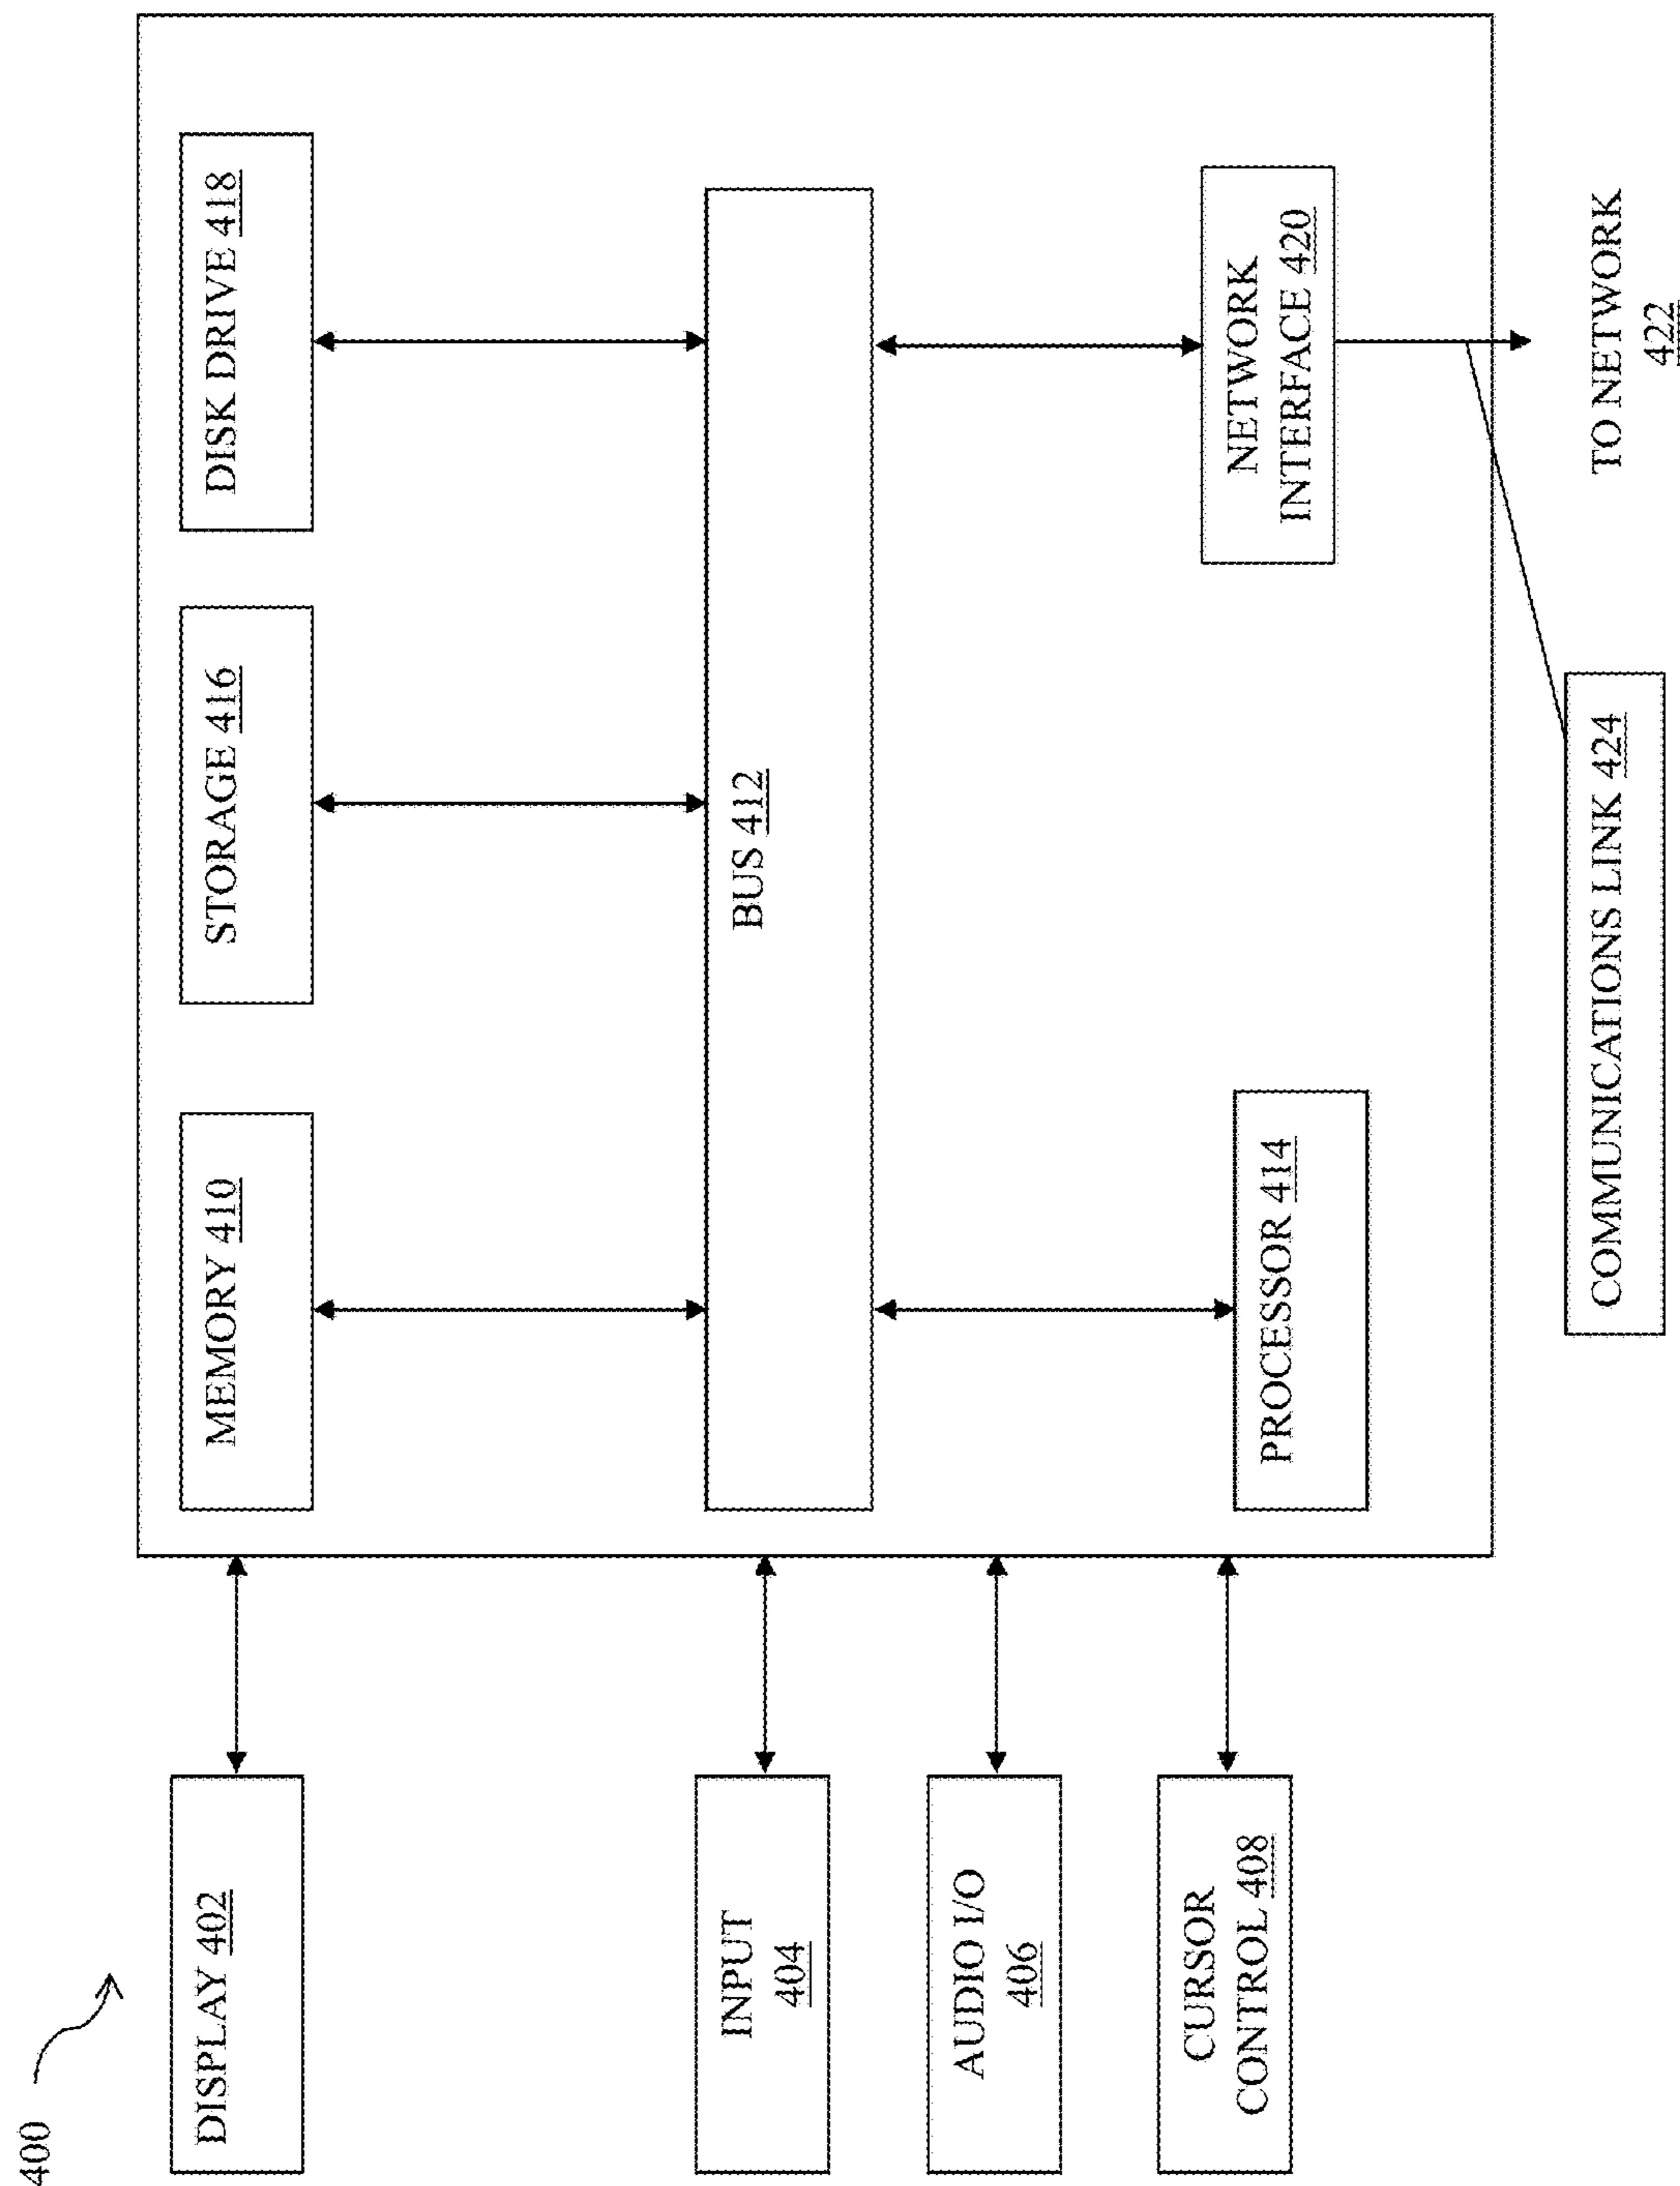 400
DISPLAY 402
INPUT
404
AUDIO I/O
406
CURSOR
CONTROL 408
MEMORY 410
STORAGE 416
DISK DRIVE 418
BUS 412
PROCESSOR 414
NETWORK
INTERFACE 420
COMMUNICATIONS LINK 424
TO NETWORK
422